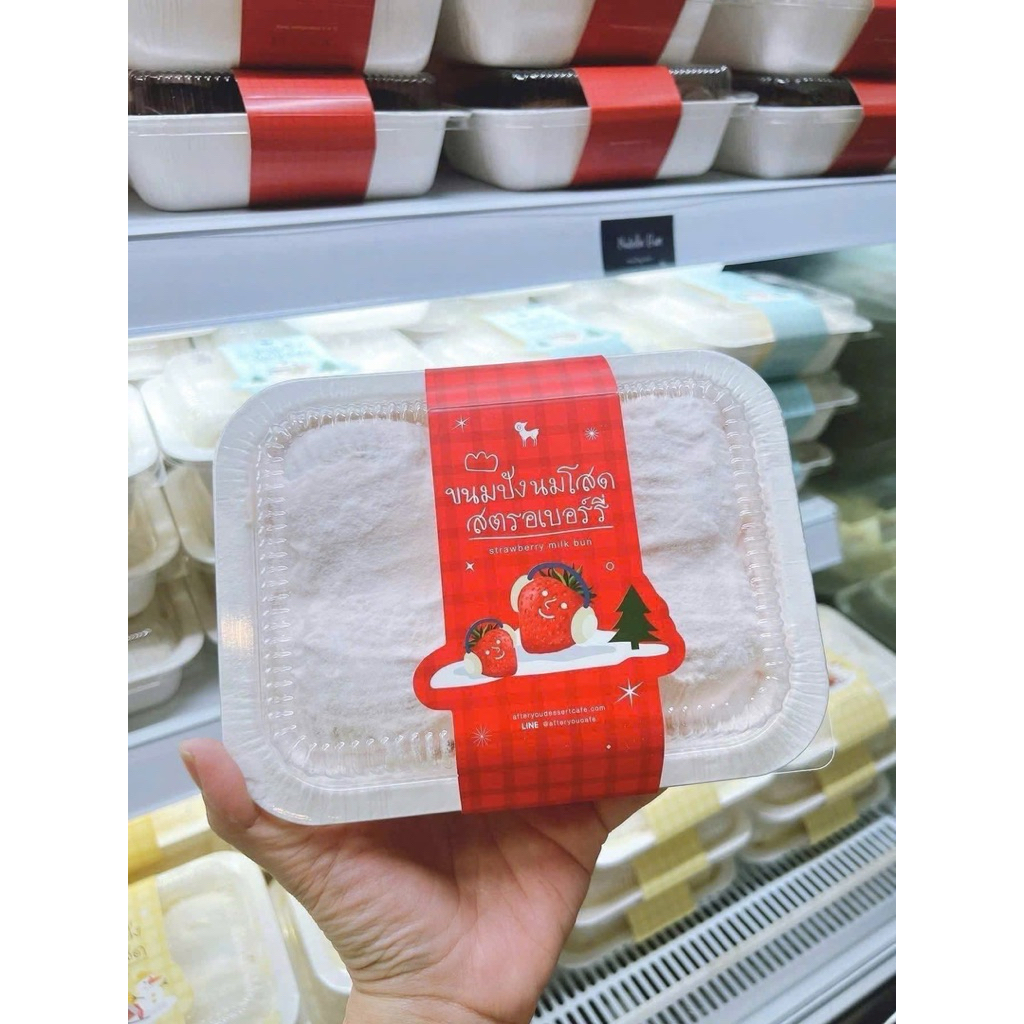 ขนมปังนมโสด
สตรอเบอร์รี่
strawberry milk bun
afteryoudessertcafe.com
LINE @afteryoucafe